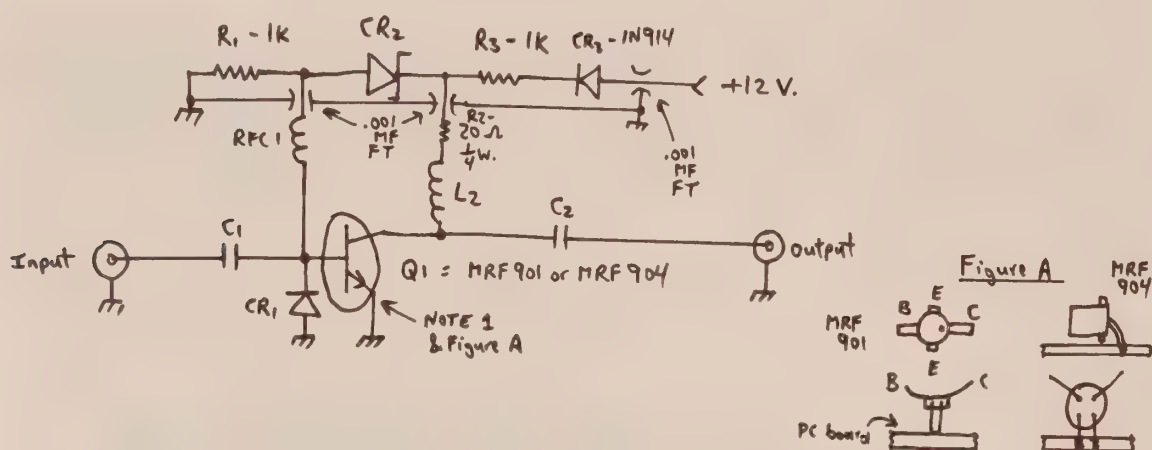 R₁ - 1K
CR₂
R₃ - 1K
CR₃ - 1N914
+12 V.
RFC 1
.001
MF
FT
R2-
20 Ω
¼ W.
.001
MF
FT
L2
C₁
C₂
Input
Output
Q1 = MRF 901 or MRF 904
CR₁
NOTE 1
& Figure A
Figure A
MRF
901
B
E
C
E
MRF
904
B
C
PC board